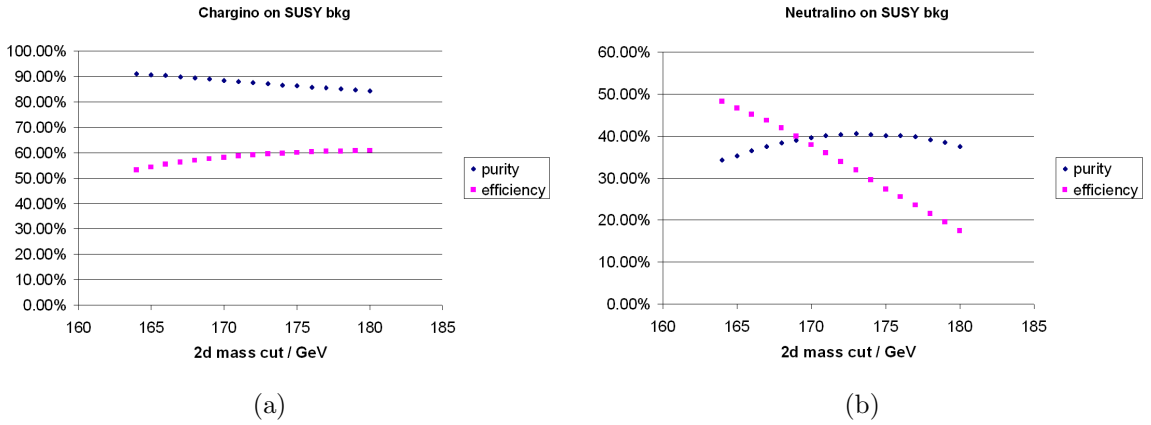 Chargino on SUSY bkg
100.00%
90.00%
80.00%
70.00%
60.00%
50.00%
40.00%
30.00%
20.00%
10.00%
0.00%
160 165 170 175 180 185
2d mass cut / GeV
purity
efficiency
(a)
Neutralino on SUSY bkg
60.00%
50.00%
40.00%
30.00%
20.00%
10.00%
0.00%
160 165 170 175 180 185
2d mass cut / GeV
purity
efficiency
(b)